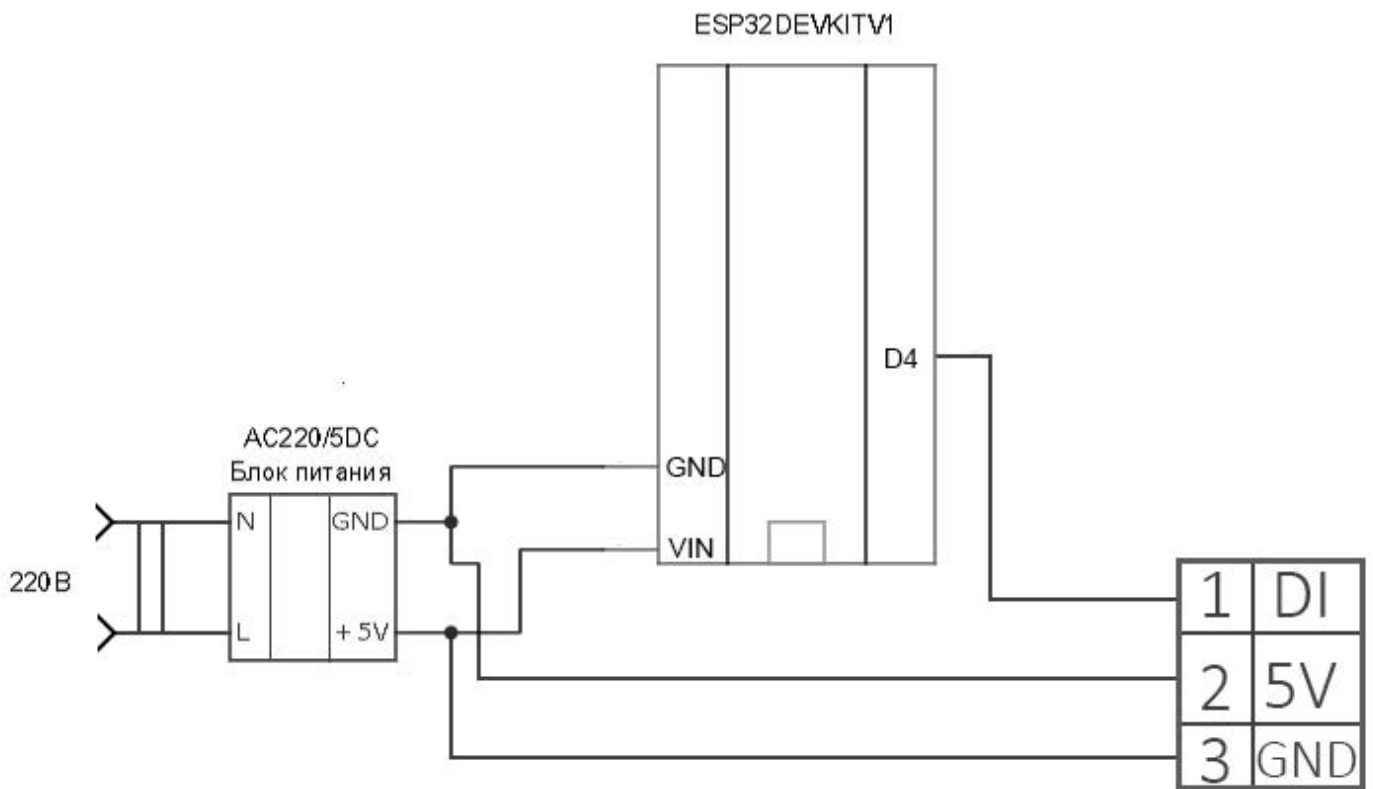 ESP32DEVKITV1
D4
AC220/5DC
Блок питания
GND
N
GND
VIN
220В
L
+ 5V
1
DI
2
5V
3
GND